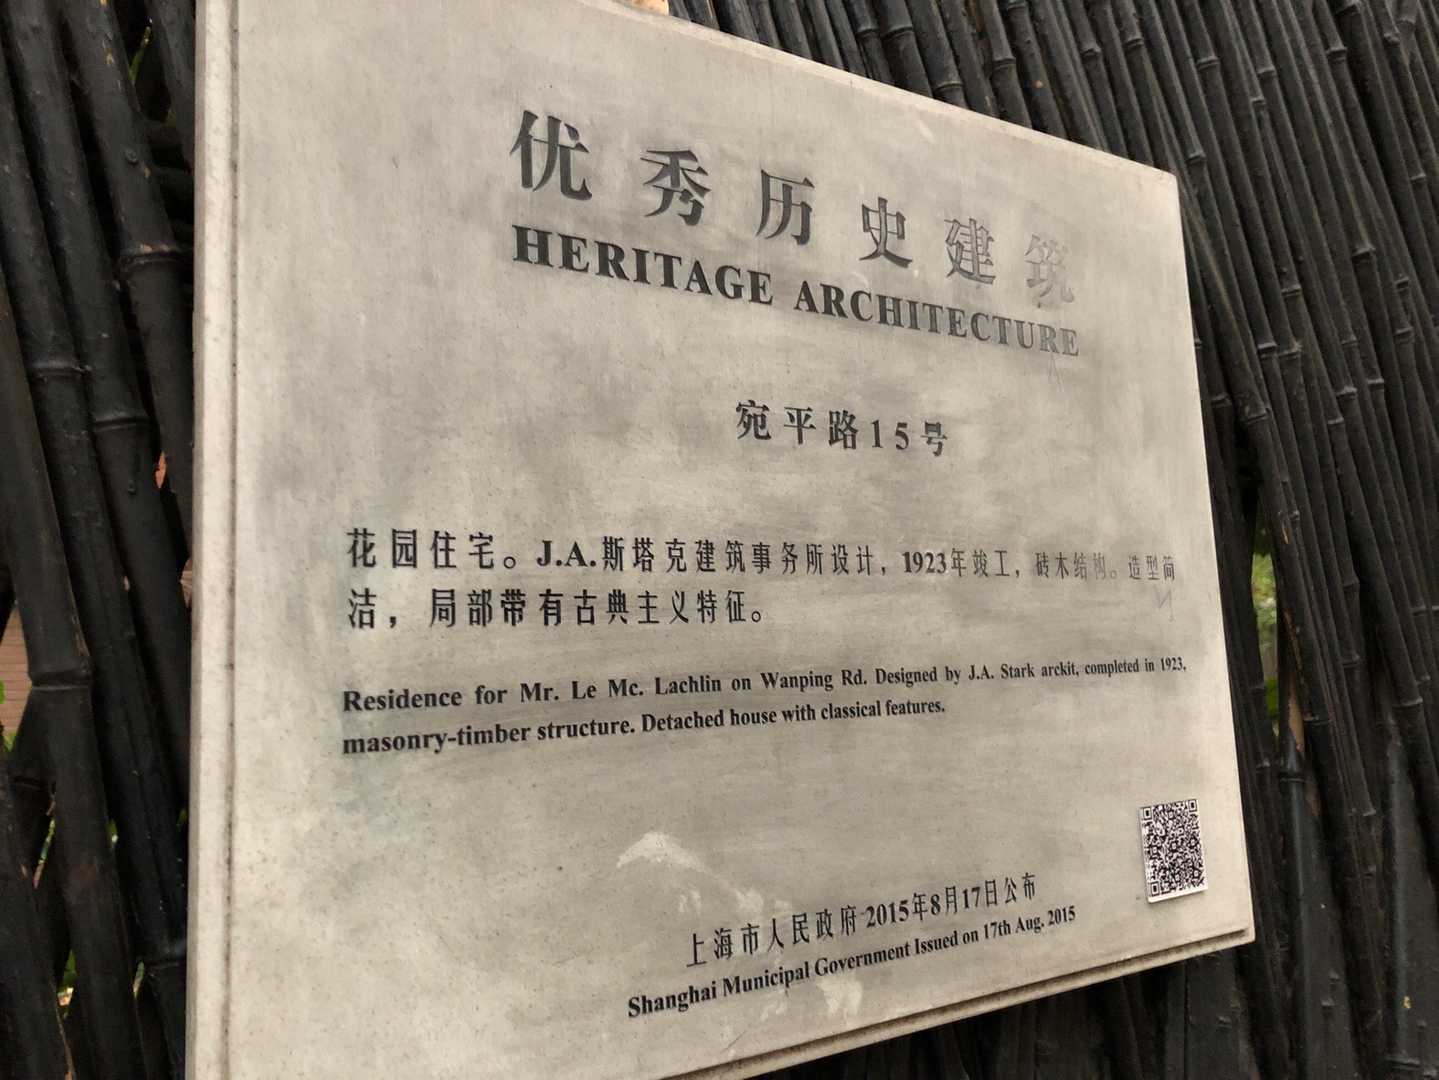 优秀历史建筑
HERITAGE ARCHITECTURE
宛平路15号
花园住宅。J.A.斯塔克建筑事务所设计，1923年竣工，砖木结构。造型简
洁，局部带有古典主义特征。
Residence for Mr. Le Mc. Lachlin on Wanping Rd. Designed by J.A. Stark arckit, completed in 1923,
masonry-timber structure. Detached house with classical features.
上海市人民政府 2015年8月17日公布
Shanghai Municipal Government Issued on 17th Aug. 2015